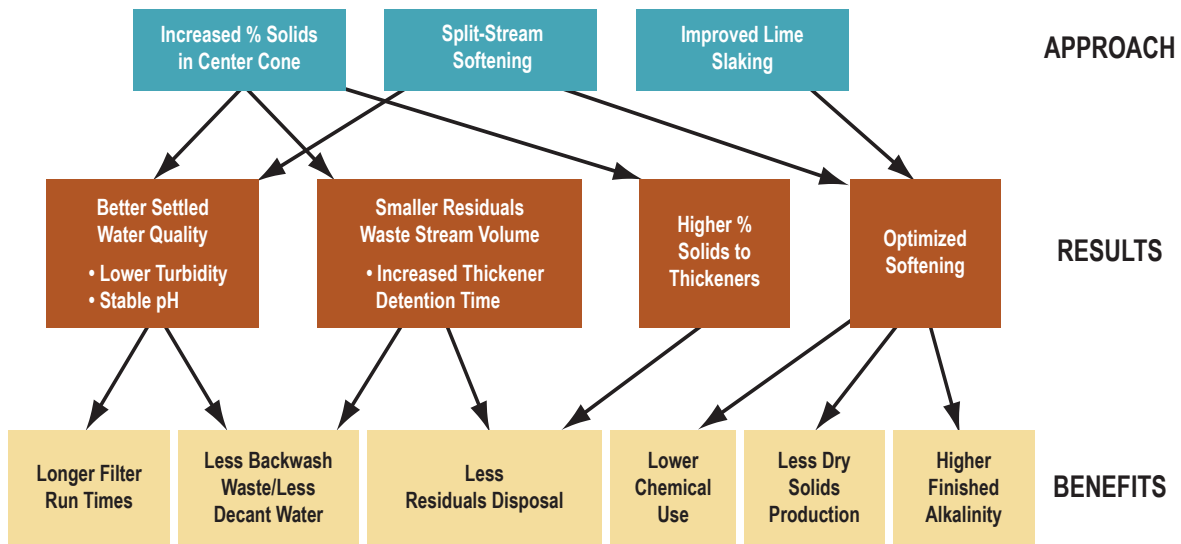 Increased % Solids
in Center Cone
Split-Stream
Softening
Improved Lime
Slaking
APPROACH
Better Settled
Water Quality
• Lower Turbidity
• Stable pH
Smaller Residuals
Waste Stream Volume
• Increased Thickener
Detention Time
Higher %
Solids to
Thickeners
Optimized
Softening
RESULTS
Longer Filter
Run Times
Less Backwash
Waste/Less
Decant Water
Less
Residuals Disposal
Lower
Chemical
Use
Less Dry
Solids
Production
Higher
Finished
Alkalinity
BENEFITS